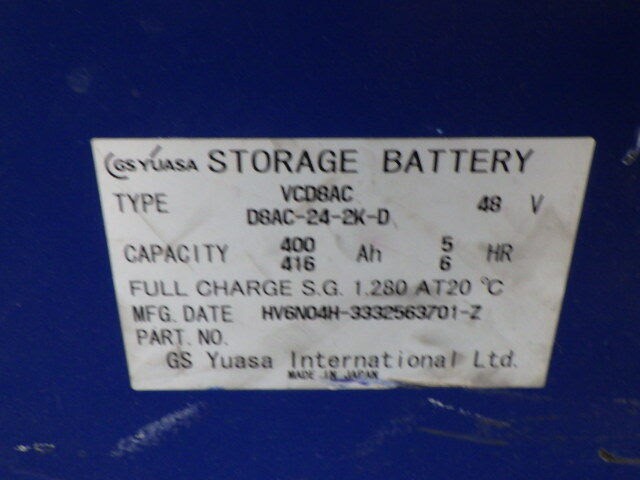 GS YUASA STORAGE BATTERY
TYPE VCD8AC 48 V
D8AC-24-2K-D
CAPACITY 400 Ah 5 HR
416 6
FULL CHARGE S.G. 1.280 AT20 °C
MFG. DATE HV6N04H-3332563701-Z
PART. NO.
GS Yuasa International Ltd.
MADE IN JAPAN